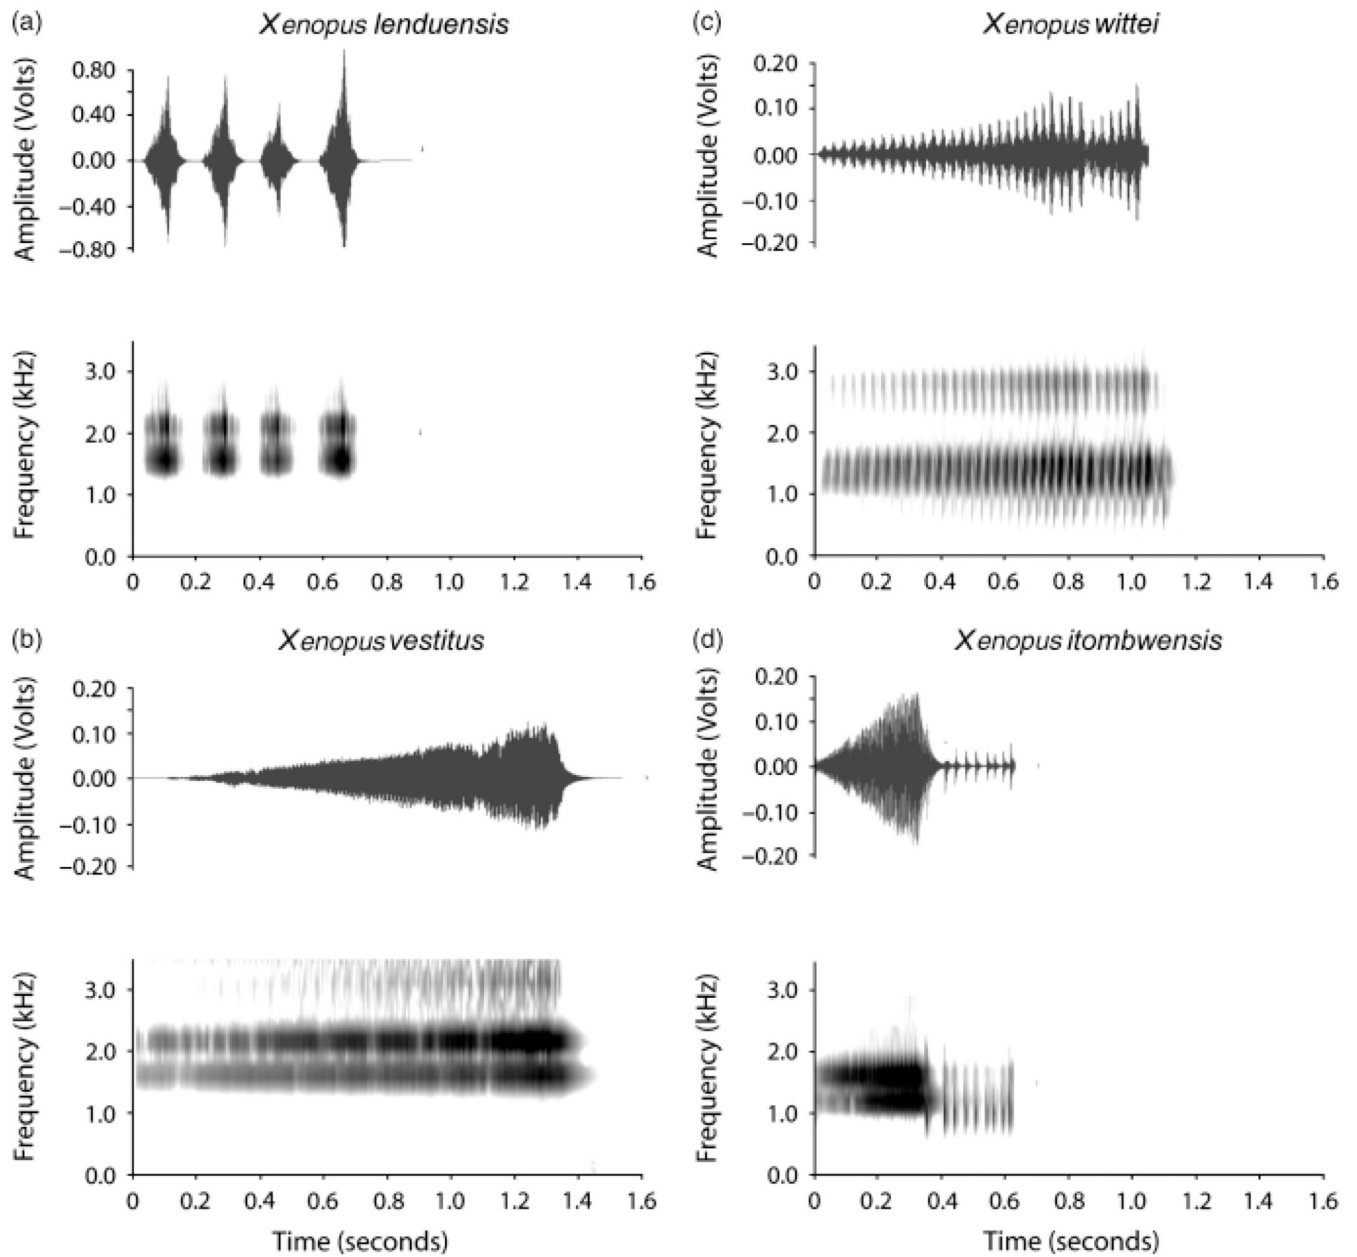 (a) Xenopus lenduensis
Amplitude (Volts)
0.80
0.40
0.00
–0.40
–0.80
Frequency (kHz)
3.0
2.0
1.0
0.0
0 0.2 0.4 0.6 0.8 1.0 1.2 1.4 1.6
(c) Xenopus wittei
Amplitude (Volts)
0.20
0.10
0.00
–0.10
–0.20
Frequency (kHz)
3.0
2.0
1.0
0.0
0 0.2 0.4 0.6 0.8 1.0 1.2 1.4 1.6
(b) Xenopus vestitus
Amplitude (Volts)
0.20
0.10
0.00
–0.10
–0.20
Frequency (kHz)
3.0
2.0
1.0
0.0
0 0.2 0.4 0.6 0.8 1.0 1.2 1.4 1.6
Time (seconds)
(d) Xenopus itombwensis
Amplitude (Volts)
0.20
0.10
0.00
–0.10
–0.20
Frequency (kHz)
3.0
2.0
1.0
0.0
0 0.2 0.4 0.6 0.8 1.0 1.2 1.4 1.6
Time (seconds)